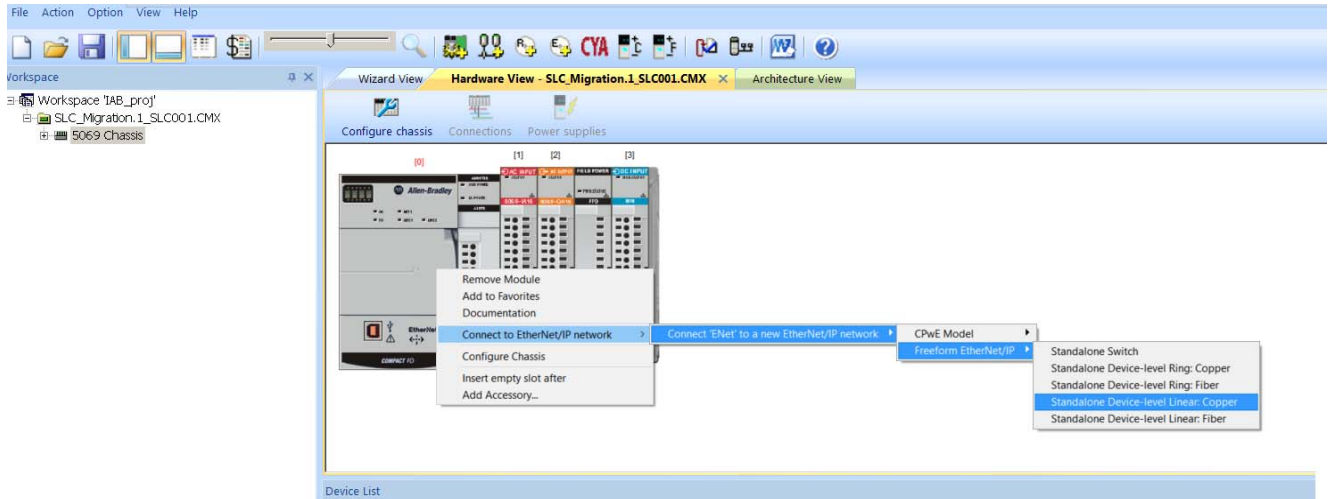 File Action Option View Help
CYA
Workspace
Wizard View Hardware View - SLC_Migration.1_SLC001.CMX Architecture View
Workspace 'IAB_proj'
SLC_Migration.1_SLC001.CMX
5069 Chassis
Configure chassis Connections Power supplies
[0] [1] [2] [3]
AC INPUT DC INPUT
Allen-Bradley
FPD
Remove Module
Add to Favorites
Documentation
Connect to EtherNet/IP network Connect 'ENet' to a new EtherNet/IP network CPwE Model
Freeform EtherNet/IP
Configure Chassis
Insert empty slot after
Add Accessory...
Standalone Switch
Standalone Device-level Ring: Copper
Standalone Device-level Ring: Fiber
Standalone Device-level Linear: Copper
Standalone Device-level Linear: Fiber
COMPACT I/O
Device List